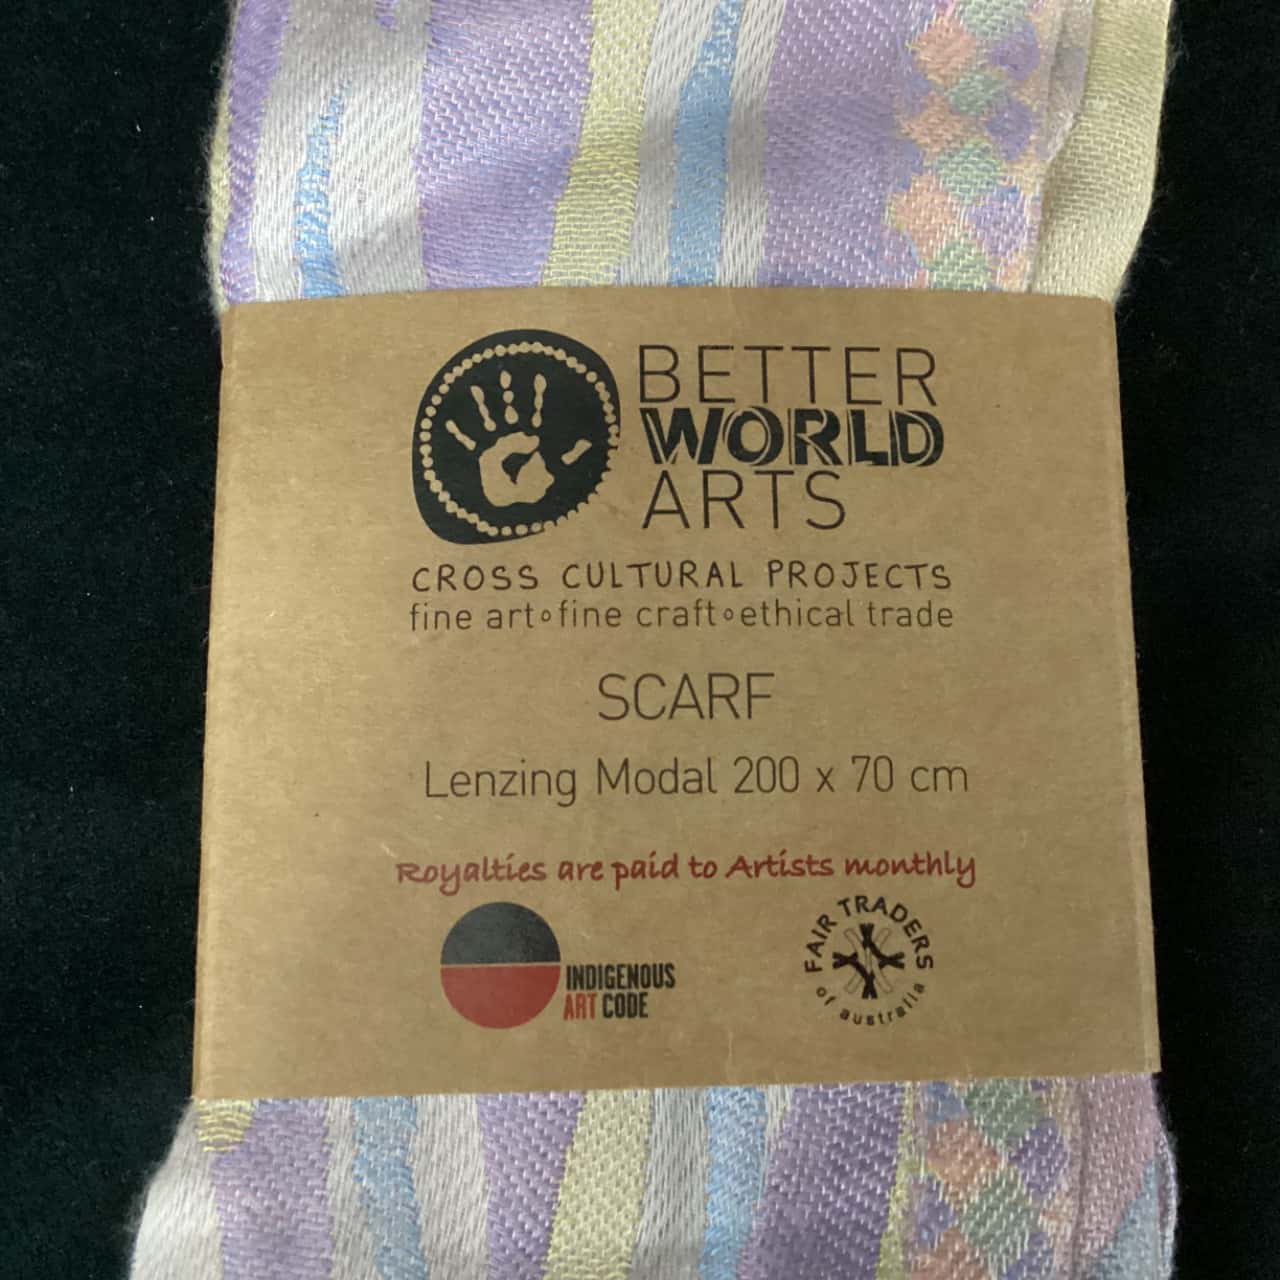 BETTER
WORLD
ARTS
CROSS CULTURAL PROJECTS
fine art∘fine craft∘ethical trade
SCARF
Lenzing Modal 200 x 70 cm
Royalties are paid to Artists monthly
INDIGENOUS
ART CODE
FAIR TRADERS
of australia